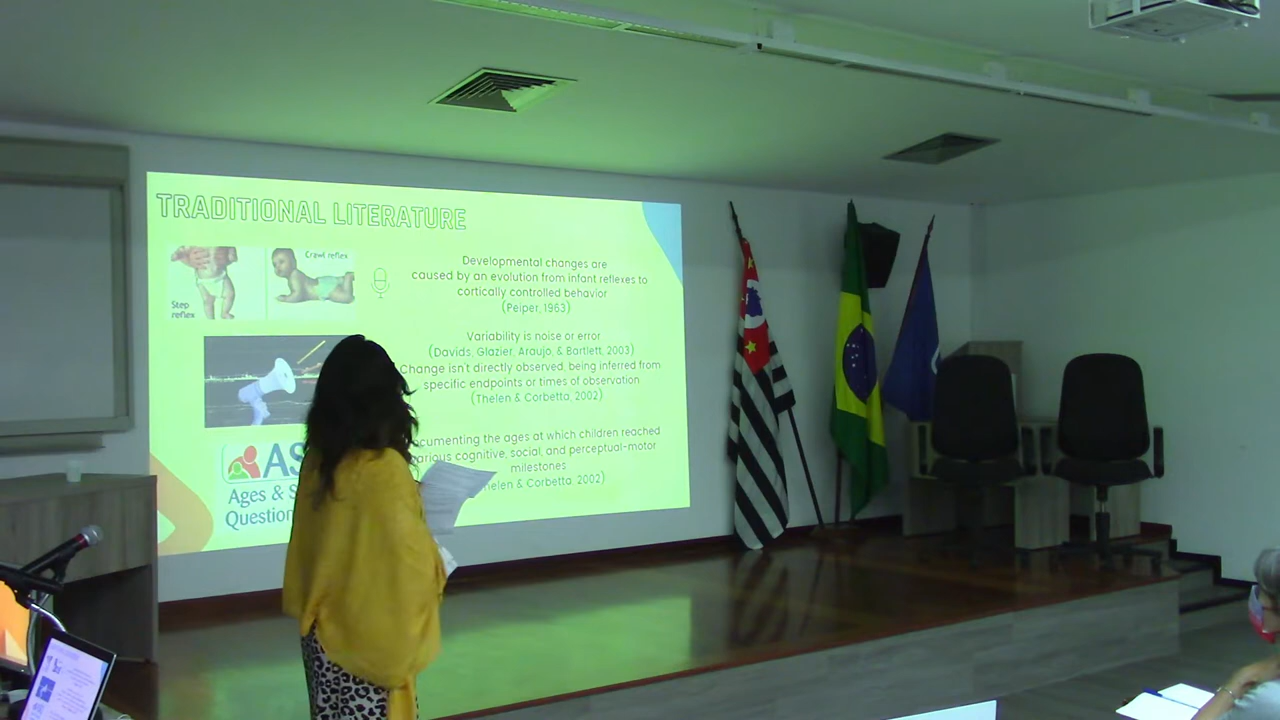 TRADITIONAL LITERATURE
Step
reflex
Crawl reflex
Developmental changes are
caused by an evolution from infant reflexes to
cortically controlled behavior
(Peiper, 1963)
Variability is noise or error
(Davids, Glazier, Araujo, & Bartlett, 2003)
Change isn't directly observed, being inferred from
specific endpoints or times of observation
(Thelen & Corbetta, 2002)
documenting the ages at which children reached
various cognitive, social, and perceptual-motor
milestones
Thelen & Corbetta, 2002)
AS
Ages & S
Question